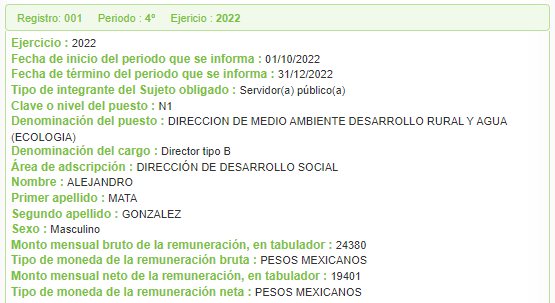 Registro: 001 Periodo : 4º Ejericio : 2022
Ejercicio : 2022
Fecha de inicio del periodo que se informa : 01/10/2022
Fecha de término del periodo que se informa : 31/12/2022
Tipo de integrante del Sujeto obligado : Servidor(a) público(a)
Clave o nivel del puesto : N1
Denominación del puesto : DIRECCION DE MEDIO AMBIENTE DESARROLLO RURAL Y AGUA
(ECOLOGIA)
Denominación del cargo : Director tipo B
Área de adscripción : DIRECCIÓN DE DESARROLLO SOCIAL
Nombre : ALEJANDRO
Primer apellido : MATA
Segundo apellido : GONZALEZ
Sexo : Masculino
Monto mensual bruto de la remuneración, en tabulador : 24380
Tipo de moneda de la remuneración bruta : PESOS MEXICANOS
Monto mensual neto de la remuneración, en tabulador : 19401
Tipo de moneda de la remuneración neta : PESOS MEXICANOS